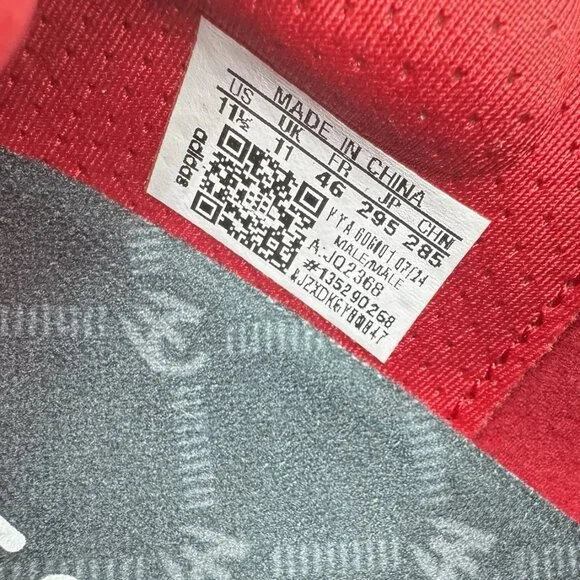 MADE IN CHINA
US UK FR JP CHN
11½ 11 46 295 285
adidas
YYA 606001 07/24
MALE/MALE
A-JQ2368
#135290268